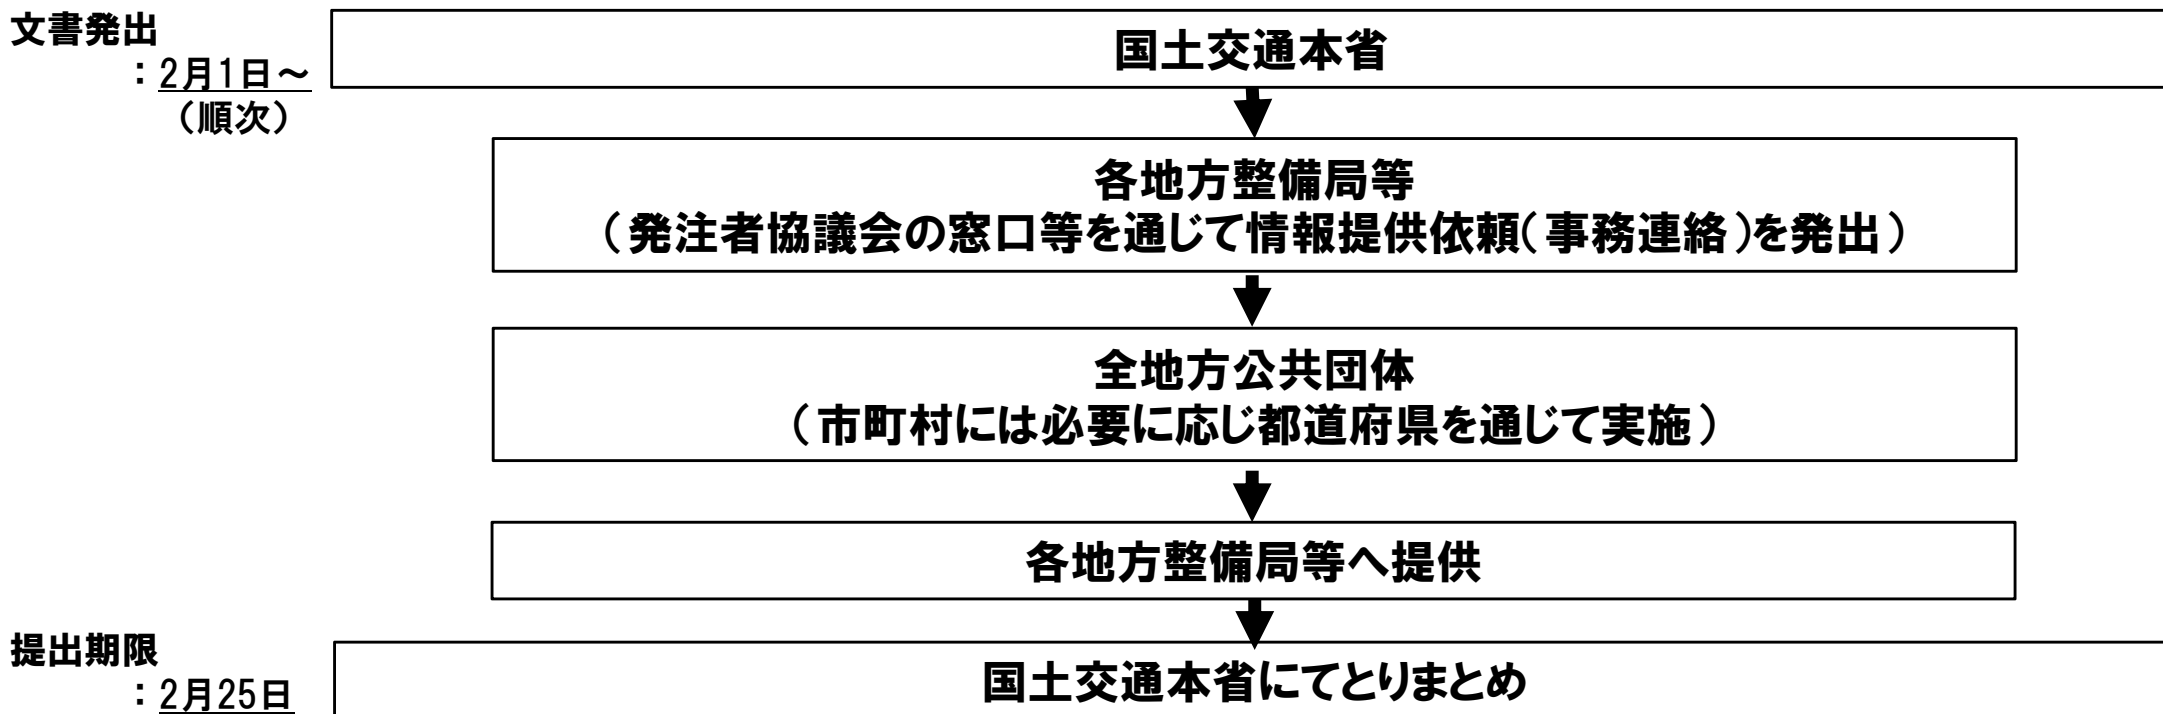 文書発出
：2月1日～
（順次）
国土交通本省
各地方整備局等
（発注者協議会の窓口等を通じて情報提供依頼(事務連絡)を発出）
全地方公共団体
（市町村には必要に応じ都道府県を通じて実施）
各地方整備局等へ提供
提出期限
：2月25日
国土交通本省にてとりまとめ